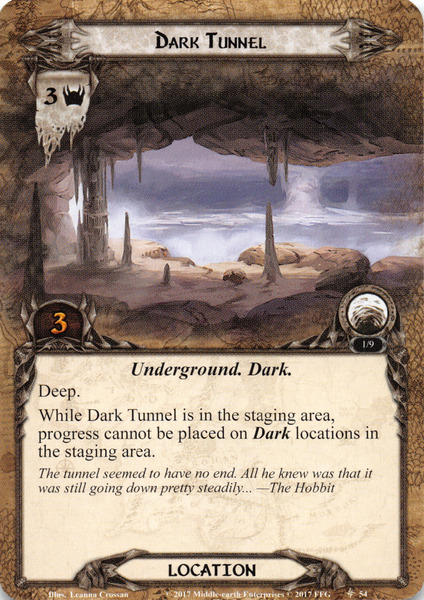 DARK TUNNEL
3
3
1/9
Underground. Dark.
Deep.
While Dark Tunnel is in the staging area,
progress cannot be placed on Dark locations in
the staging area.
The tunnel seemed to have no end. All he knew was that it
was still going down pretty steadily... —The Hobbit
LOCATION
Illus. Leanna Crossan © 2017 Middle-earth Enterprises © 2017 FFG 54